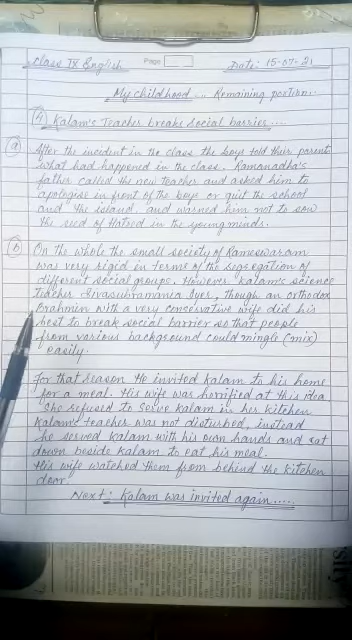 Class IX English Page Date: 15-07-21
My childhood ... Remaining portion..
4 Kalam's Teacher breaks Social barriers....
(a) After the incident in the class the boys told their parent
what had happened in the class. Ramanadha's
father called the new teacher and asked him to
apologise in front of the boys or quit the school
and the island, and warned him not to sow
the seed of Hatred in the young minds.
(b) On the whole the small society of Rameswaram
was very rigid in terms of the segregation of
different social groups. However kalam's science
teacher Sivasubramania Iyer, though an orthodox
Brahmin with a very conservative wife did his
best to break social barrier so that people
from various background could mingle (mix)
easily.
For that Reason He invited Kalam to his home
for a meal. His wife was horrified at this idea
She refused to serve Kalam in her kitchen
Kalam's teacher was not disturbed, instead
he served Kalam with his own hands and sat
down beside Kalam to eat his meal.
His wife watched them from behind the kitchen
door.
Next: Kalam was invited again.....